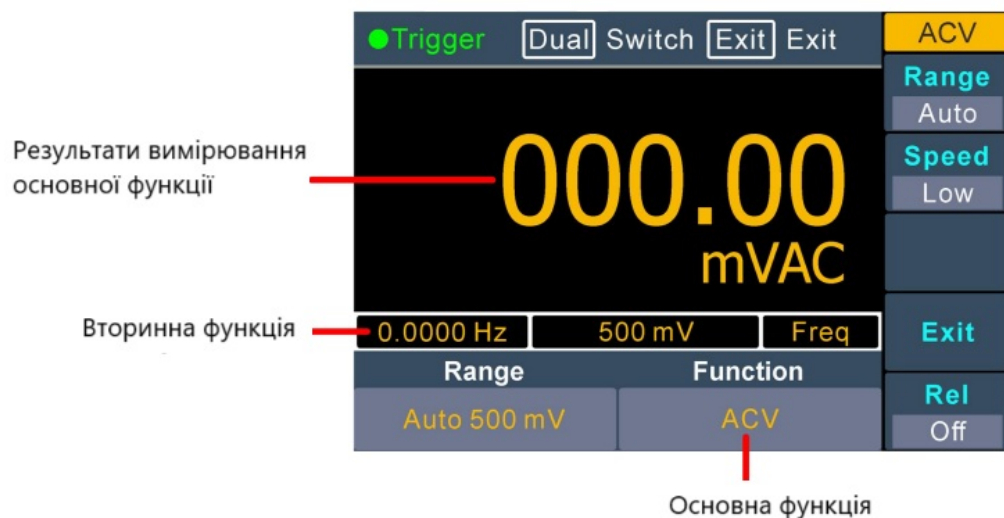 Trigger Dual Switch Exit Exit
ACV
Range
Auto
Speed
Low
Результати вимірювання
основної функції
000.00
mVAC
Вторинна функція
0.0000 Hz 500 mV Freq
Exit
Range Function
Auto 500 mV ACV
Rel
Off
Основна функція